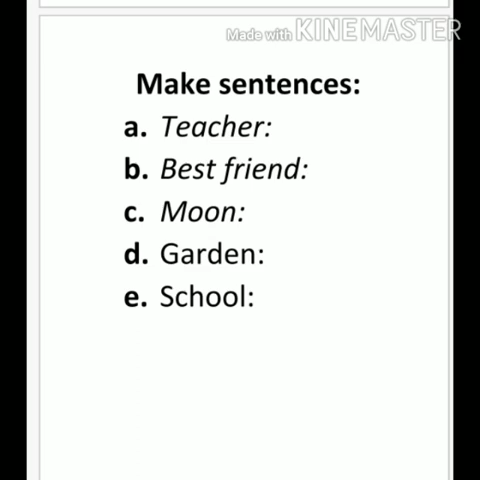 Made with KINEMASTER
Make sentences:
a. Teacher:
b. Best friend:
c. Moon:
d. Garden:
e. School: